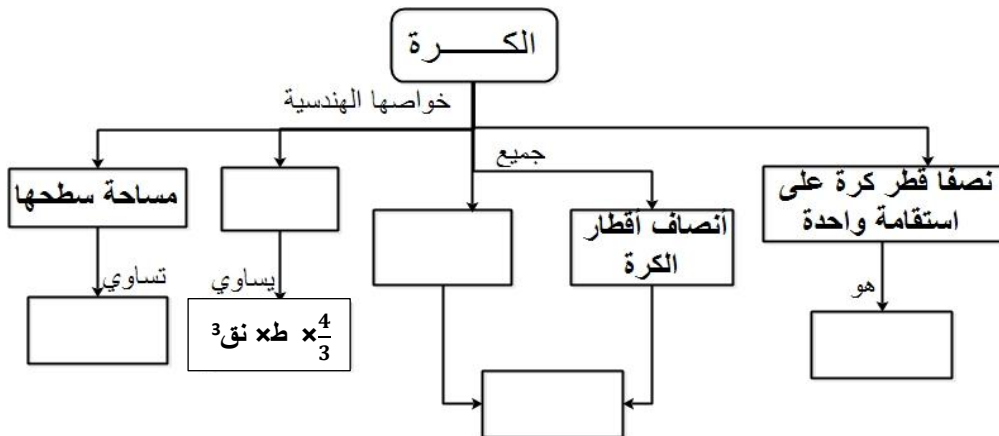 الكـــــرة
خواصها الهندسية
جميع
نصفا قطر كرة على
استقامة واحدة
أنصاف أقطار
الكرة
مساحة سطحها
هو
يساوي
تساوي
$\frac{4}{3}$× ط× نق³